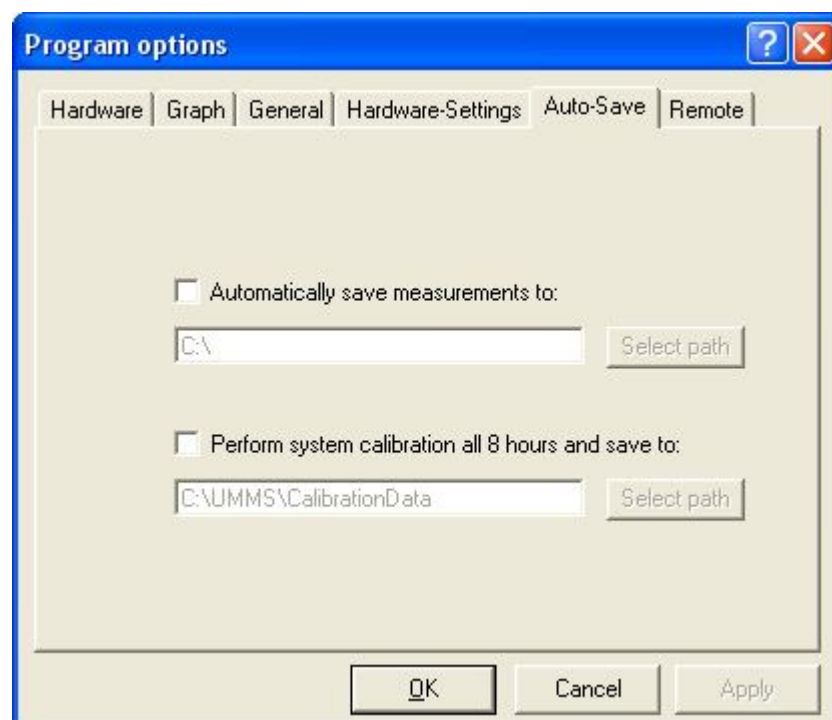 Program options
Hardware Graph General Hardware-Settings Auto-Save Remote
Automatically save measurements to:
C:\ Select path
Perform system calibration all 8 hours and save to:
C:\UMMS\CalibrationData Select path
OK Cancel Apply